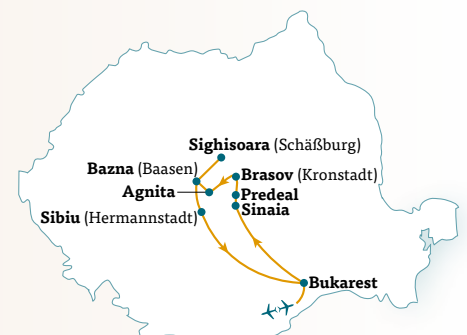 Sighisoara (Schäßburg)
Bazna (Baasen)
Brasov (Kronstadt)
Agnita
Predeal
Sinaia
Sibiu (Hermannstadt)
Bukarest